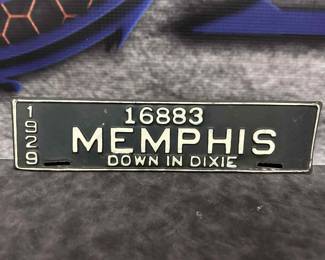 1929
16883
MEMPHIS
DOWN IN DIXIE